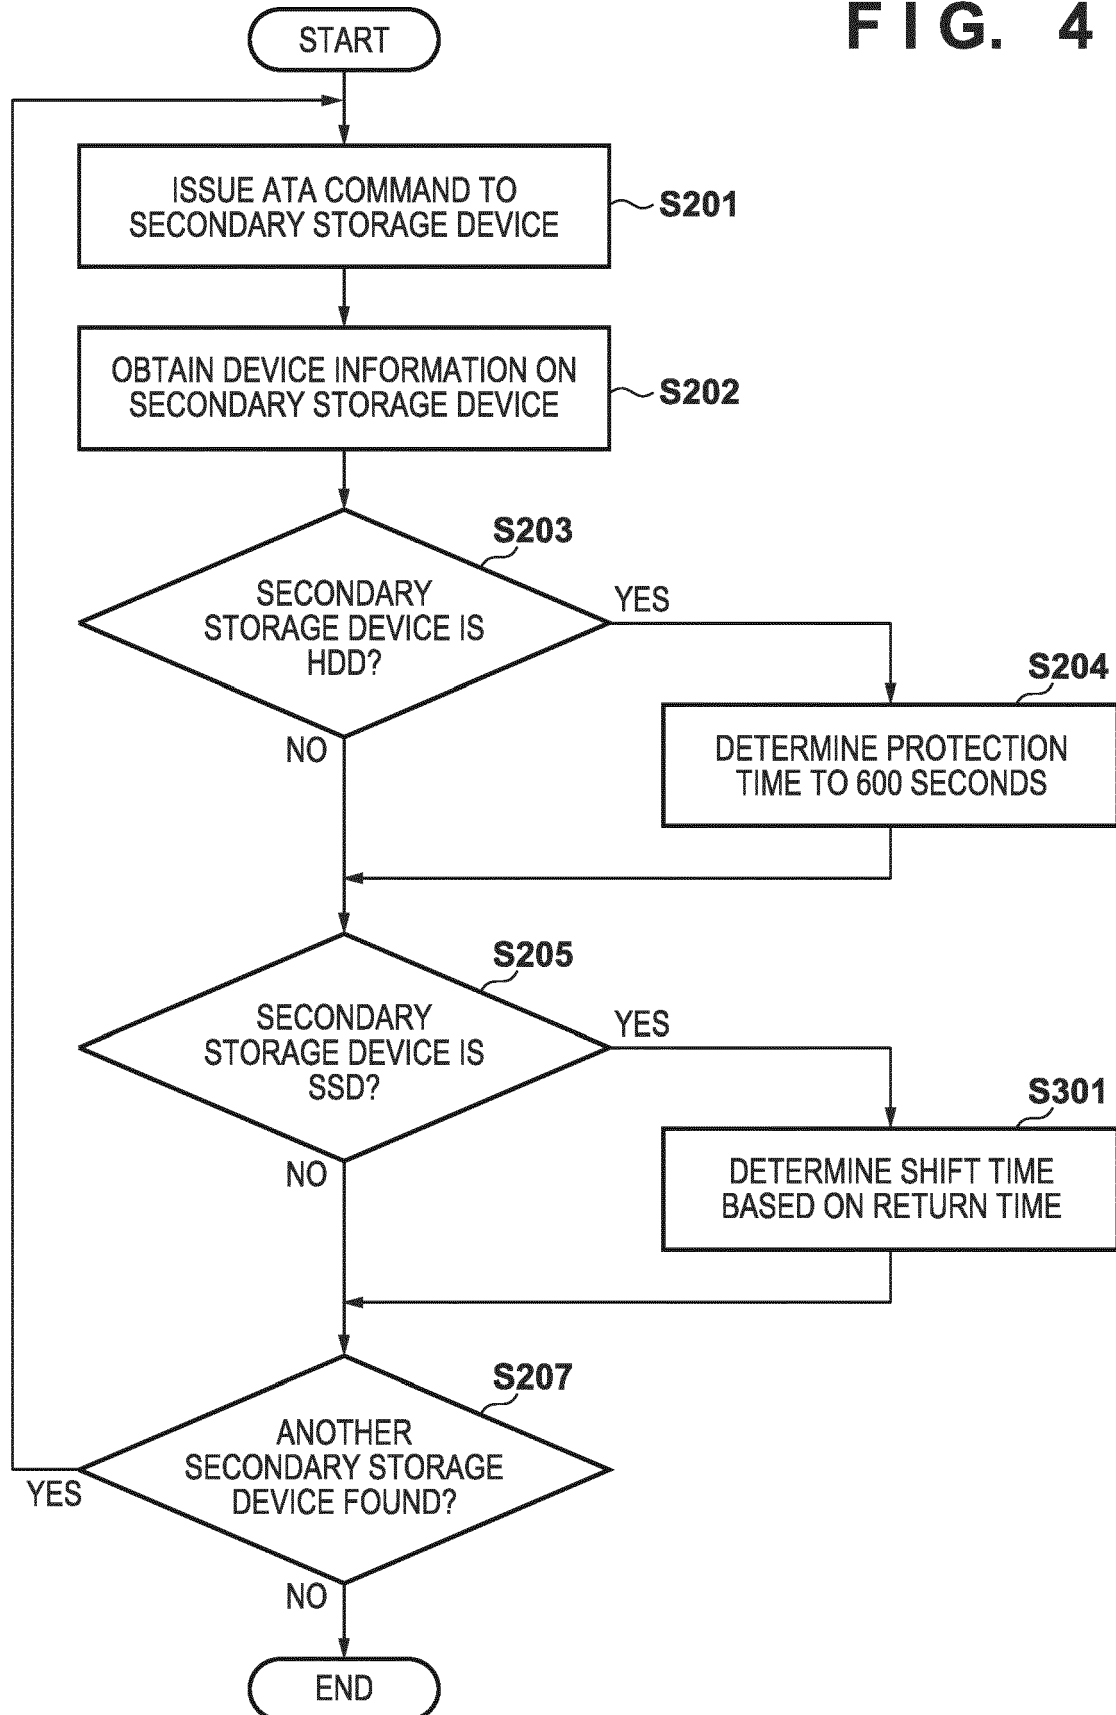 FIG. 4
START
ISSUE ATA COMMAND TO
SECONDARY STORAGE DEVICE
S201
OBTAIN DEVICE INFORMATION ON
SECONDARY STORAGE DEVICE
S202
S203
SECONDARY
STORAGE DEVICE IS
HDD?
YES
NO
S204
DETERMINE PROTECTION
TIME TO 600 SECONDS
S205
SECONDARY
STORAGE DEVICE IS
SSD?
YES
NO
S301
DETERMINE SHIFT TIME
BASED ON RETURN TIME
S207
ANOTHER
SECONDARY STORAGE
DEVICE FOUND?
YES
NO
END